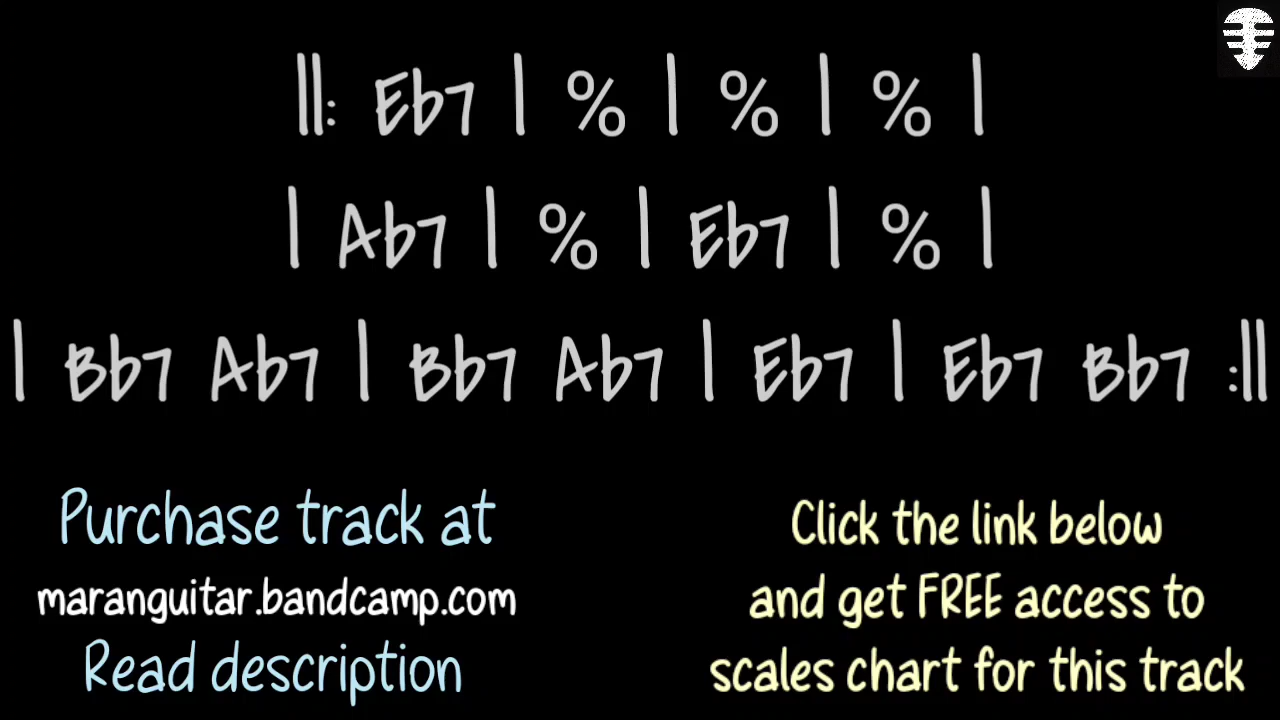 ||: Eb7 | % | % | % |
| Ab7 | % | Eb7 | % |
| Bb7 Ab7 | Bb7 Ab7 | Eb7 | Eb7 Bb7 :||
Purchase track at
maranguitar.bandcamp.com
Read description
Click the link below
and get FREE access to
scales chart for this track